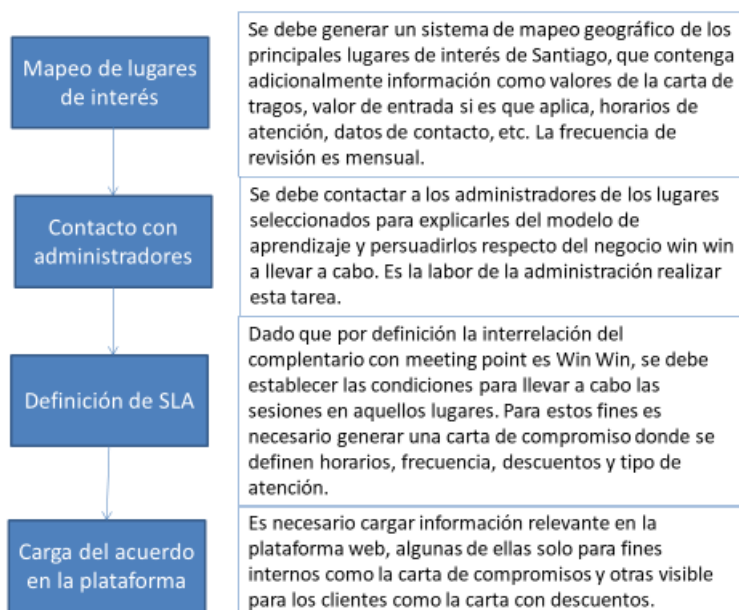 Mapeo de lugares
de interés
Se debe generar un sistema de mapeo geográfico de los
principales lugares de interés de Santiago, que contenga
adicionalmente información como valores de la carta de
tragos, valor de entrada si es que aplica, horarios de
atención, datos de contacto, etc. La frecuencia de
revisión es mensual.
Contacto con
administradores
Se debe contactar a los administradores de los lugares
seleccionados para explicarles del modelo de
aprendizaje y persuadirlos respecto del negocio win win
a llevar a cabo. Es la labor de la administración realizar
esta tarea.
Definición de SLA
Dado que por definición la interrelación del
complentario con meeting point es Win Win, se debe
establecer las condiciones para llevar a cabo las
sesiones en aquellos lugares. Para estos fines es
necesario generar una carta de compromiso donde se
definen horarios, frecuencia, descuentos y tipo de
atención.
Carga del acuerdo
en la plataforma
Es necesario cargar información relevante en la
plataforma web, algunas de ellas solo para fines
internos como la carta de compromisos y otras visible
para los clientes como la carta con descuentos.